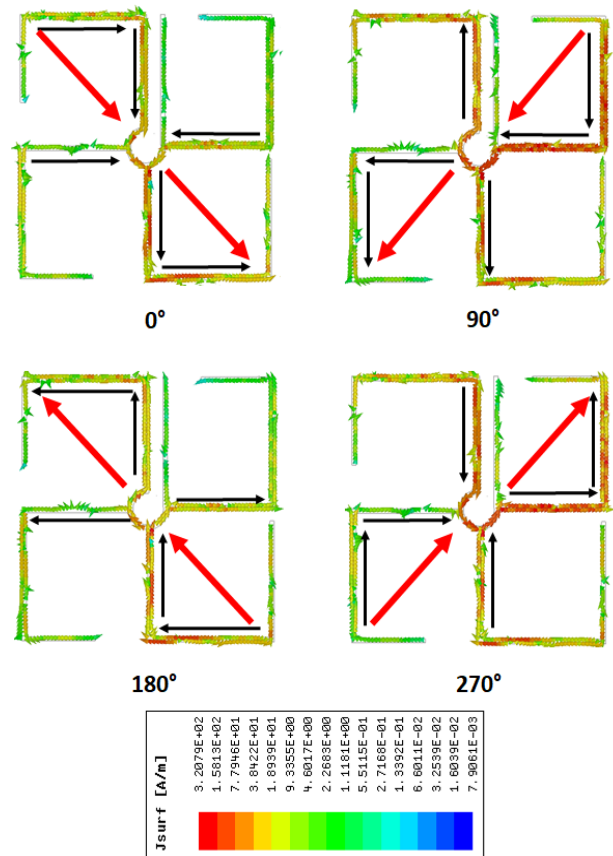 0°
90°
180°
270°
Jsurf [A/m]
3.2079E+02
1.5813E+02
7.7946E+01
3.8422E+01
1.8939E+01
9.3355E+00
4.6017E+00
2.2683E+00
1.1181E+00
5.5115E-01
2.7168E-01
1.3392E-01
6.6011E-02
3.2539E-02
1.6039E-02
7.9061E-03